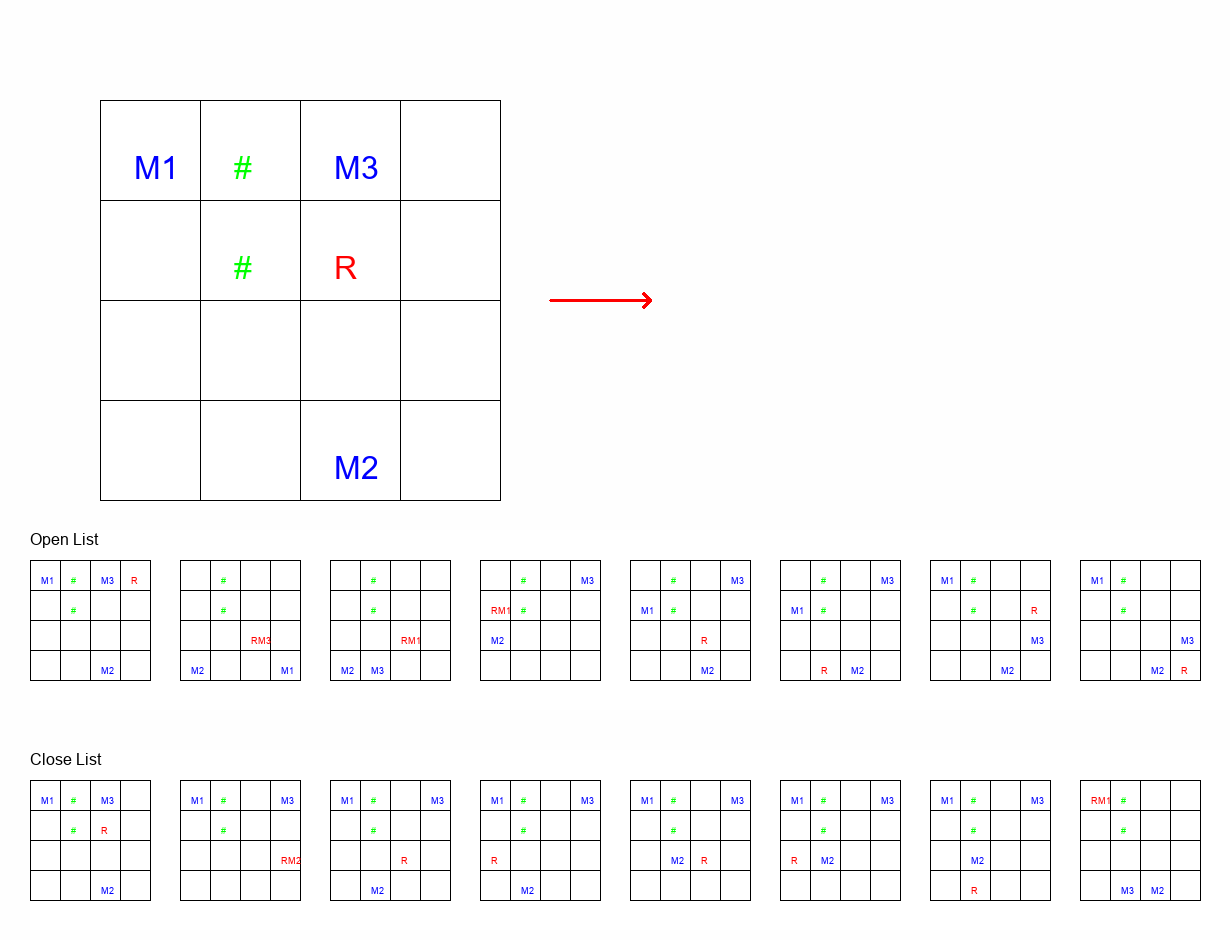 M1 # M3
# R
M2
Open List
M1 # M3 R # # M3 # M3 # M3 M1 # M1 #
# # # RM1 # M1 # M1 # # R #
RM3 RM1 M2 R M3 M3
M2 M2 M1 M2 M3 M2 R M2 M2 M2 R
Close List
M1 # M3 M1 # M3 M1 # M3 M1 # M3 M1 # M3 M1 # M3 M1 # M3 RM1 #
# R # # # # # # #
RM2 R R M2 R R M2 M2
M2 M2 M2 R M3 M2